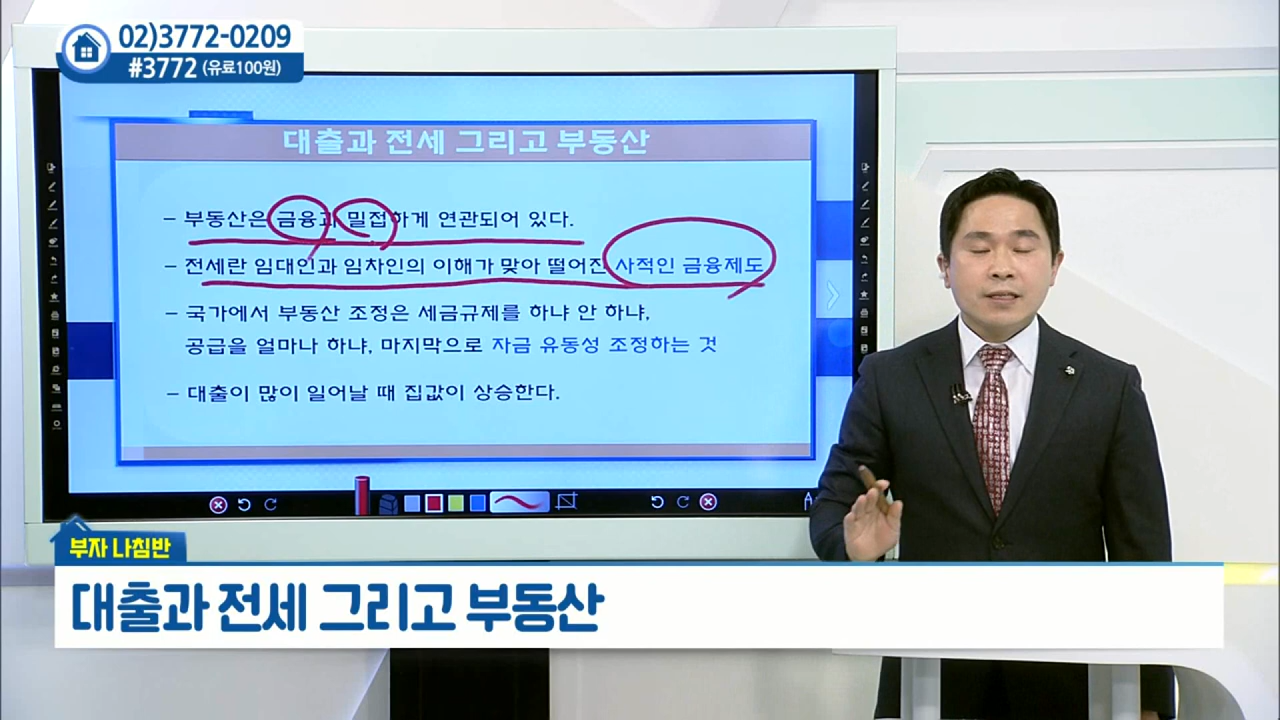 02)3772-0209
#3772 (유료100원)
대출과 전세 그리고 부동산
- 부동산은 금융과 밀접하게 연관되어 있다.
- 전세란 임대인과 임차인의 이해가 맞아 떨어진 사적인 금융제도
- 국가에서 부동산 조정은 세금규제를 하냐 안 하냐,
공급을 얼마나 하냐, 마지막으로 자금 유동성 조정하는 것
- 대출이 많이 일어날 때 집값이 상승한다.
부자 나침반
대출과 전세 그리고 부동산